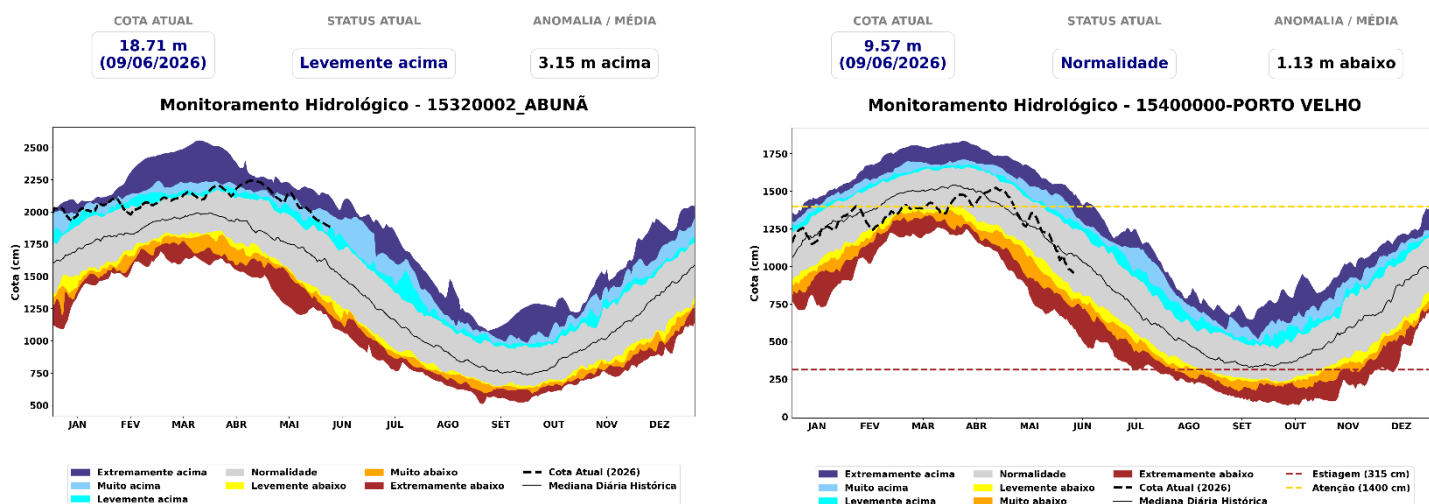 COTA ATUAL
STATUS ATUAL
ANOMALIA / MÉDIA
18.71 m
(09/06/2026)
Levemente acima
3.15 m acima
Monitoramento Hidrológico - 15320002_ABUNÃ
Cota (cm)
2500
2250
2000
1750
1500
1250
1000
750
500
JAN
FEV
MAR
ABR
MAI
JUN
JUL
AGO
SET
OUT
NOV
DEZ
Extremamente acima
Muito acima
Levemente acima
Normalidade
Levemente abaixo
Muito abaixo
Extremamente abaixo
Cota Atual (2026)
Mediana Diária Histórica
COTA ATUAL
STATUS ATUAL
ANOMALIA / MÉDIA
9.57 m
(09/06/2026)
Normalidade
1.13 m abaixo
Monitoramento Hidrológico - 15400000-PORTO VELHO
Cota (cm)
1750
1500
1250
1000
750
500
250
0
JAN
FEV
MAR
ABR
MAI
JUN
JUL
AGO
SET
OUT
NOV
DEZ
Extremamente acima
Muito acima
Levemente acima
Normalidade
Levemente abaixo
Muito abaixo
Extremamente abaixo
Cota Atual (2026)
Mediana Diária Histórica
Estiagem (315 cm)
Atenção (1400 cm)